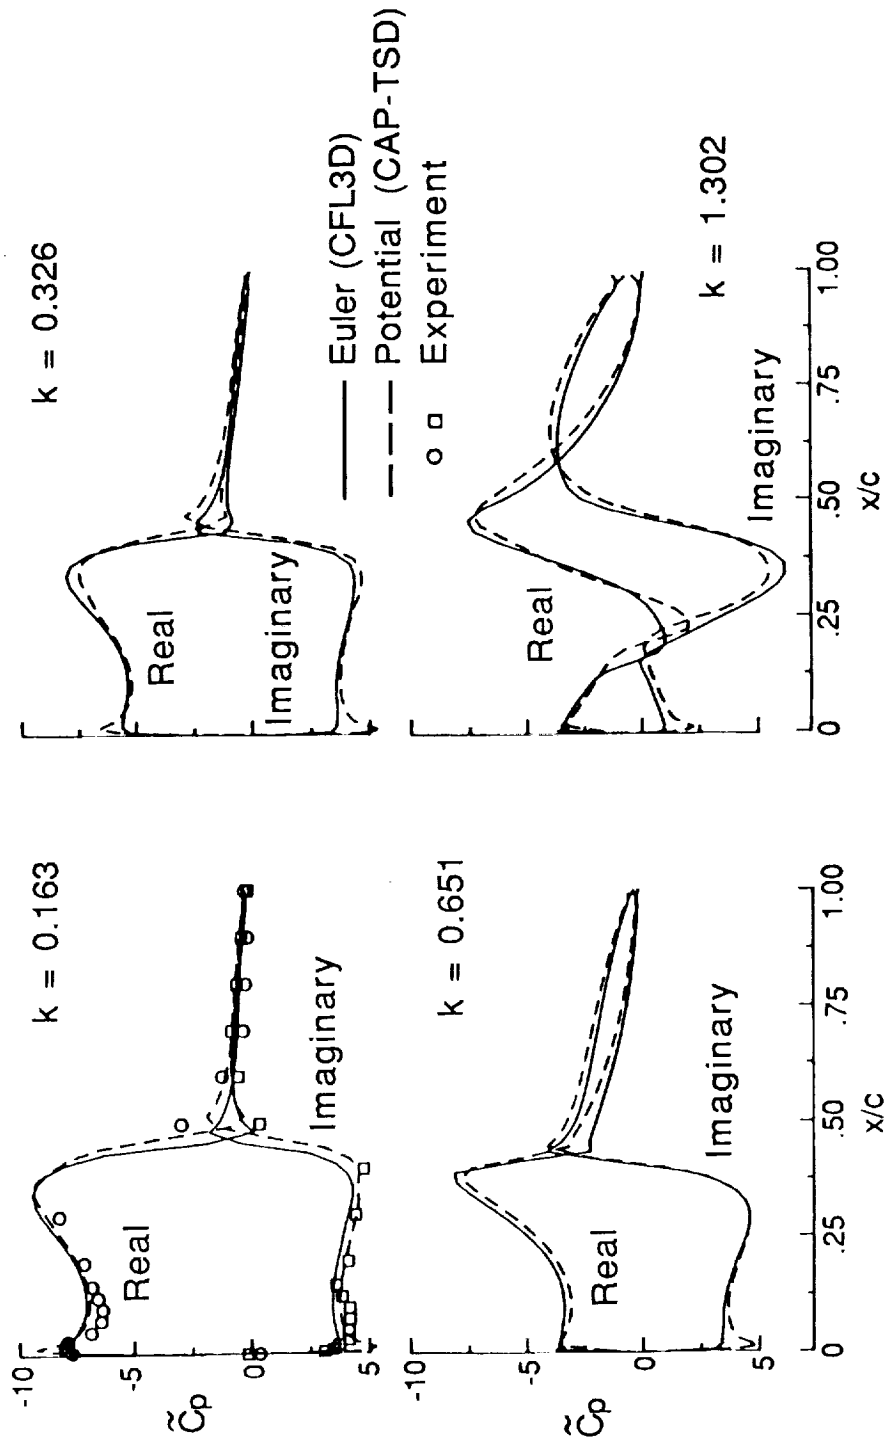 k = 0.163
k = 0.326
-10
-5
0
5
C̃p
Real
Imaginary
Real
Imaginary
Euler (CFL3D)
Potential (CAP-TSD)
Experiment
k = 0.651
k = 1.302
-10
-5
0
5
C̃p
Real
Imaginary
Real
Imaginary
0 .25 .50 .75 1.00
x/c
0 .25 .50 .75 1.00
x/c